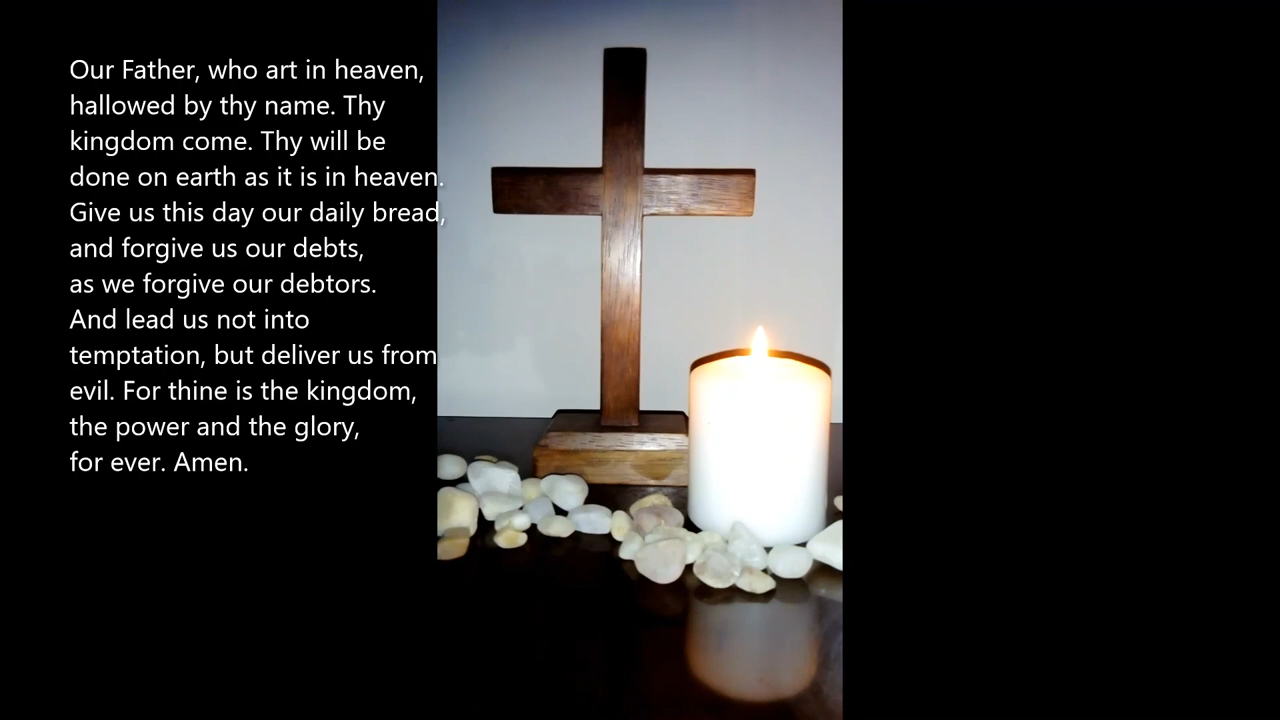 Our Father, who art in heaven,
hallowed by thy name. Thy
kingdom come. Thy will be
done on earth as it is in heaven.
Give us this day our daily bread,
and forgive us our debts,
as we forgive our debtors.
And lead us not into
temptation, but deliver us from
evil. For thine is the kingdom,
the power and the glory,
for ever. Amen.